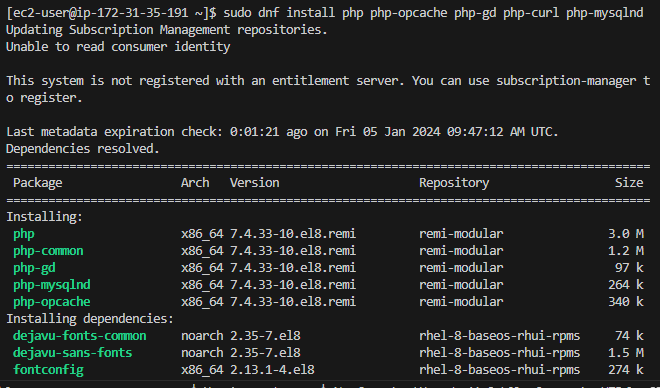 [ec2-user@ip-172-31-35-191 ~]$ sudo dnf install php php-opcache php-gd php-curl php-mysqlnd
Updating Subscription Management repositories.
Unable to read consumer identity
This system is not registered with an entitlement server. You can use subscription-manager t
o register.
Last metadata expiration check: 0:01:21 ago on Fri 05 Jan 2024 09:47:12 AM UTC.
Dependencies resolved.
============================================================================================
Package Arch Version Repository Size
============================================================================================
Installing:
php x86_64 7.4.33-10.el8.remi remi-modular 3.0 M
php-common x86_64 7.4.33-10.el8.remi remi-modular 1.2 M
php-gd x86_64 7.4.33-10.el8.remi remi-modular 97 k
php-mysqlnd x86_64 7.4.33-10.el8.remi remi-modular 264 k
php-opcache x86_64 7.4.33-10.el8.remi remi-modular 340 k
Installing dependencies:
dejavu-fonts-common noarch 2.35-7.el8 rhel-8-baseos-rhui-rpms 74 k
dejavu-sans-fonts noarch 2.35-7.el8 rhel-8-baseos-rhui-rpms 1.5 M
fontconfig x86_64 2.13.1-4.el8 rhel-8-baseos-rhui-rpms 274 k